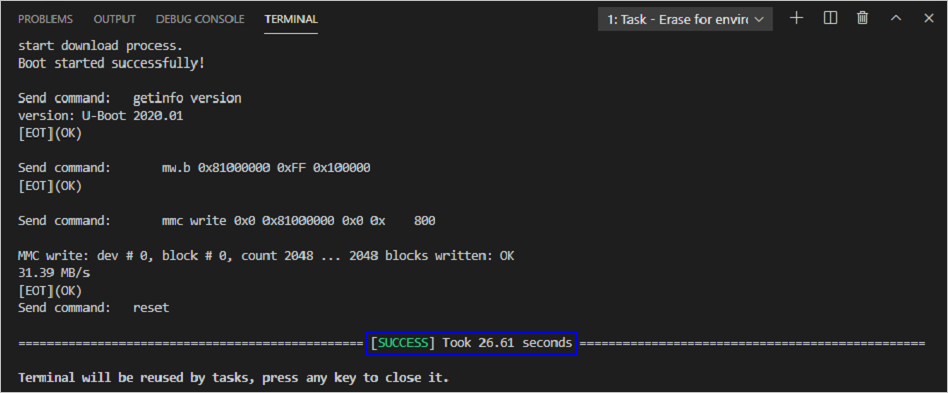 PROBLEMS OUTPUT DEBUG CONSOLE TERMINAL 1: Task - Erase for envir
start download process.
Boot started successfully!
Send command: getinfo version
version: U-Boot 2020.01
[EOT](OK)
Send command: mw.b 0x81000000 0xFF 0x100000
[EOT](OK)
Send command: mmc write 0x0 0x81000000 0x0 0x 800
MMC write: dev # 0, block # 0, count 2048 ... 2048 blocks written: OK
31.39 MB/s
[EOT](OK)
Send command: reset
================================================ [SUCCESS] Took 26.61 seconds ================================================
Terminal will be reused by tasks, press any key to close it.